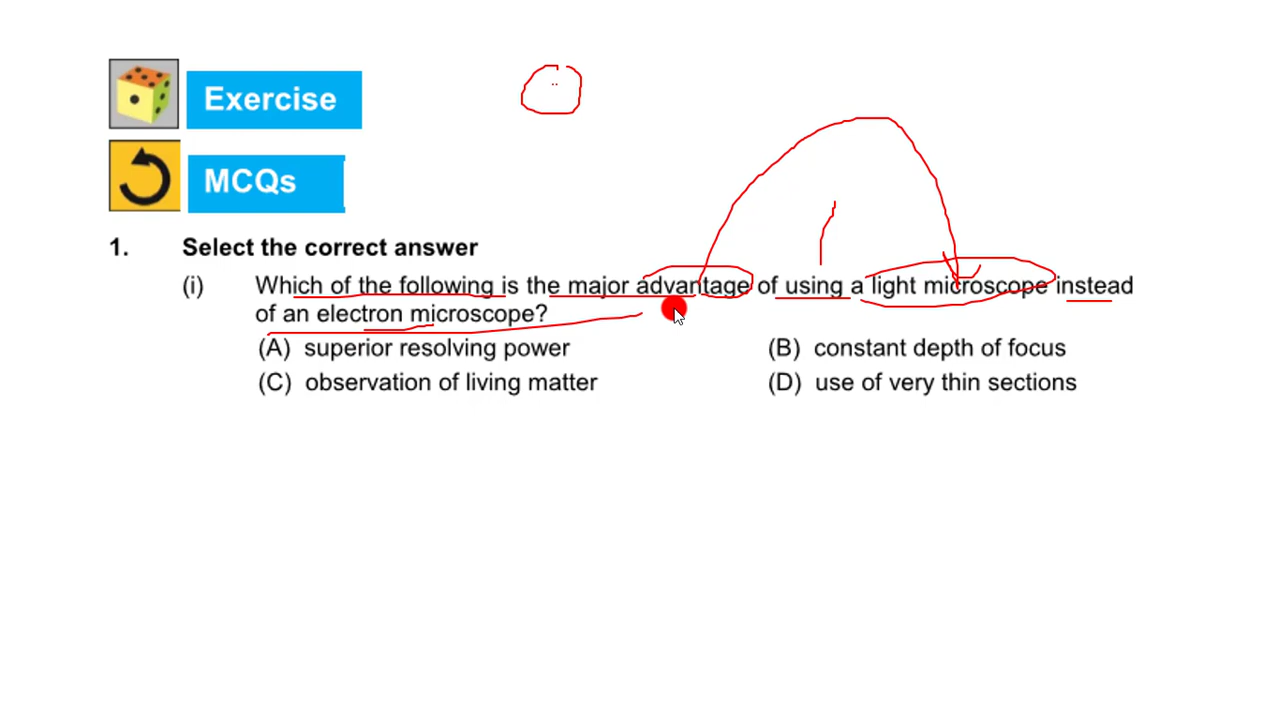 Exercise
MCQs
1. Select the correct answer
(i) Which of the following is the major advantage of using a light microscope instead
of an electron microscope?
(A) superior resolving power (B) constant depth of focus
(C) observation of living matter (D) use of very thin sections